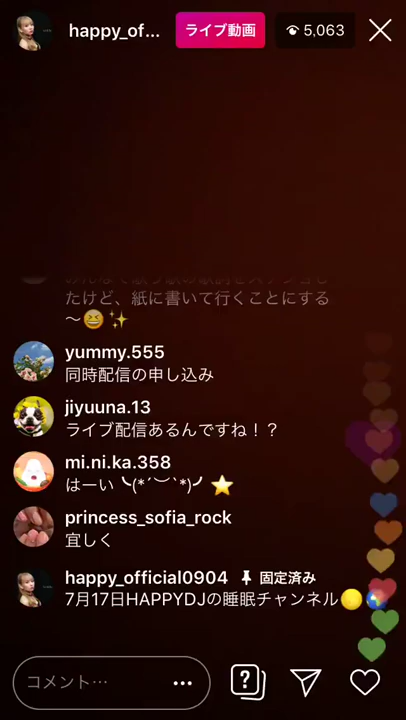 happy_of...
ライブ動画
5,063
たけど、紙に書いて行くことにする
〜😆✨
yummy.555
同時配信の申し込み
jiyuuna.13
ライブ配信あるんですね！？
mi.ni.ka.358
はーい╰(*´︶`*)╯⭐
princess_sofia_rock
宜しく
happy_official0904 📌 固定済み
7月17日HAPPYDJの睡眠チャンネル🟡
コメント…